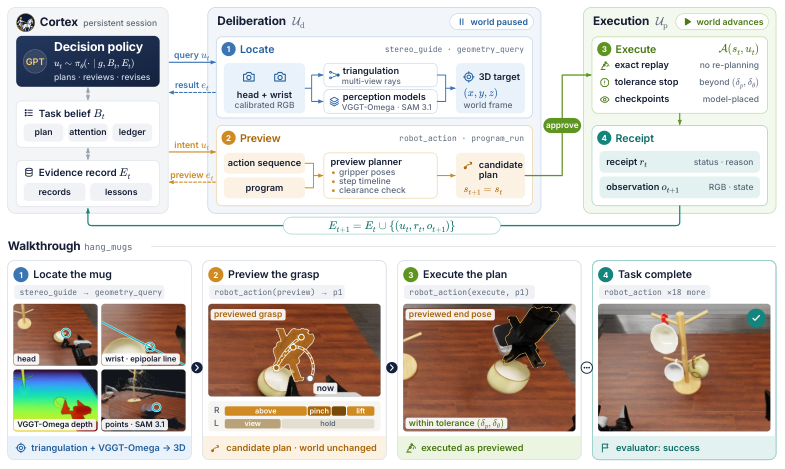 Cortex persistent session
GPT
Decision policy
u_t ∼ π_θ(· | g, B_t, E_t)
plans · reviews · revises
Task belief B_t
plan
attention
ledger
Evidence record E_t
records
lessons
query u_t
result e_t
intent u_t
preview e_t
Deliberation U_d
world paused
1 Locate
stereo_guide · geometry_query
head + wrist
calibrated RGB
triangulation
multi-view rays
perception models
VGGT-Omega · SAM 3.1
3D target
(x, y, z)
world frame
2 Preview
robot_action · program_run
action sequence
program
preview planner
• gripper poses
• step timeline
• clearance check
candidate
plan
s_{t+1} = s_t
approve
Execution U_p
world advances
3 Execute
A(s_t, u_t)
exact replay
no re-planning
tolerance stop
beyond (δ_p, δ_θ)
checkpoints
model-placed
4 Receipt
receipt r_t
status · reason
observation o_{t+1}
RGB · state
E_{t+1} = E_t ∪ {(u_t, r_t, o_{t+1})}
Walkthrough hang_mugs
1 Locate the mug
stereo_guide → geometry_query
head
wrist · epipolar line
VGGT-Omega depth
points · SAM 3.1
triangulation + VGGT-Omega → 3D
2 Preview the grasp
robot_action(preview) → p1
previewed grasp
now
R
above
pinch
lift
L
view
hold
candidate plan · world unchanged
3 Execute the plan
robot_action(execute, p1)
previewed end pose
within tolerance (δ_p, δ_θ)
executed as previewed
4 Task complete
robot_action ×18 more
evaluator: success